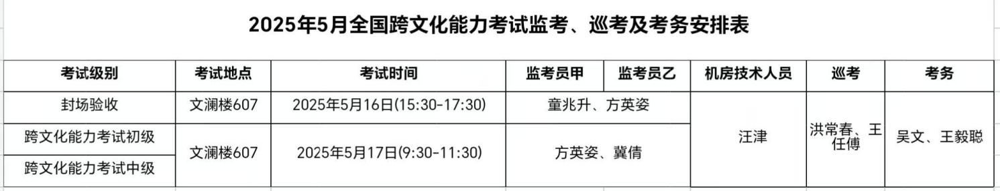 2025年5月全国跨文化能力考试监考、巡考及考务安排表
考试级别 考试地点 考试时间 监考员甲 监考员乙 机房技术人员 巡考 考务
封场验收 文澜楼607 2025年5月16日(15:30-17:30) 童兆升、方英姿
跨文化能力考试初级 文澜楼607 2025年5月17日(9:30-11:30) 方英姿、冀倩 汪津 洪常春、王
任傅 吴文、王毅聪
跨文化能力考试中级